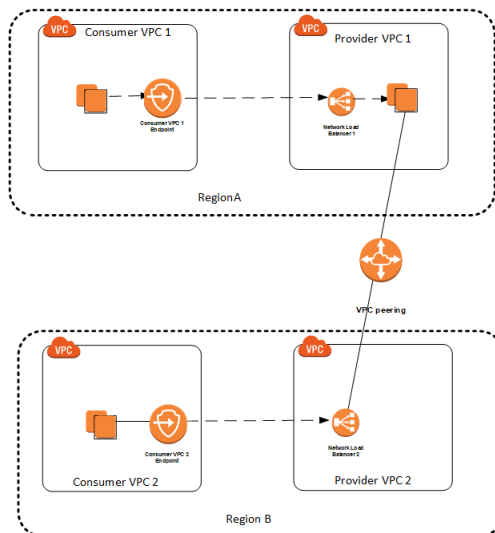 VPC
Consumer VPC 1
VPC
Provider VPC 1
Consumer VPC 1
Endpoint
Network Load
Balancer 1
RegionA
VPC peering
VPC
VPC
Consumer VPC 2
Endpoint
Network Load
Balancer 2
Consumer VPC 2
Provider VPC 2
Region B